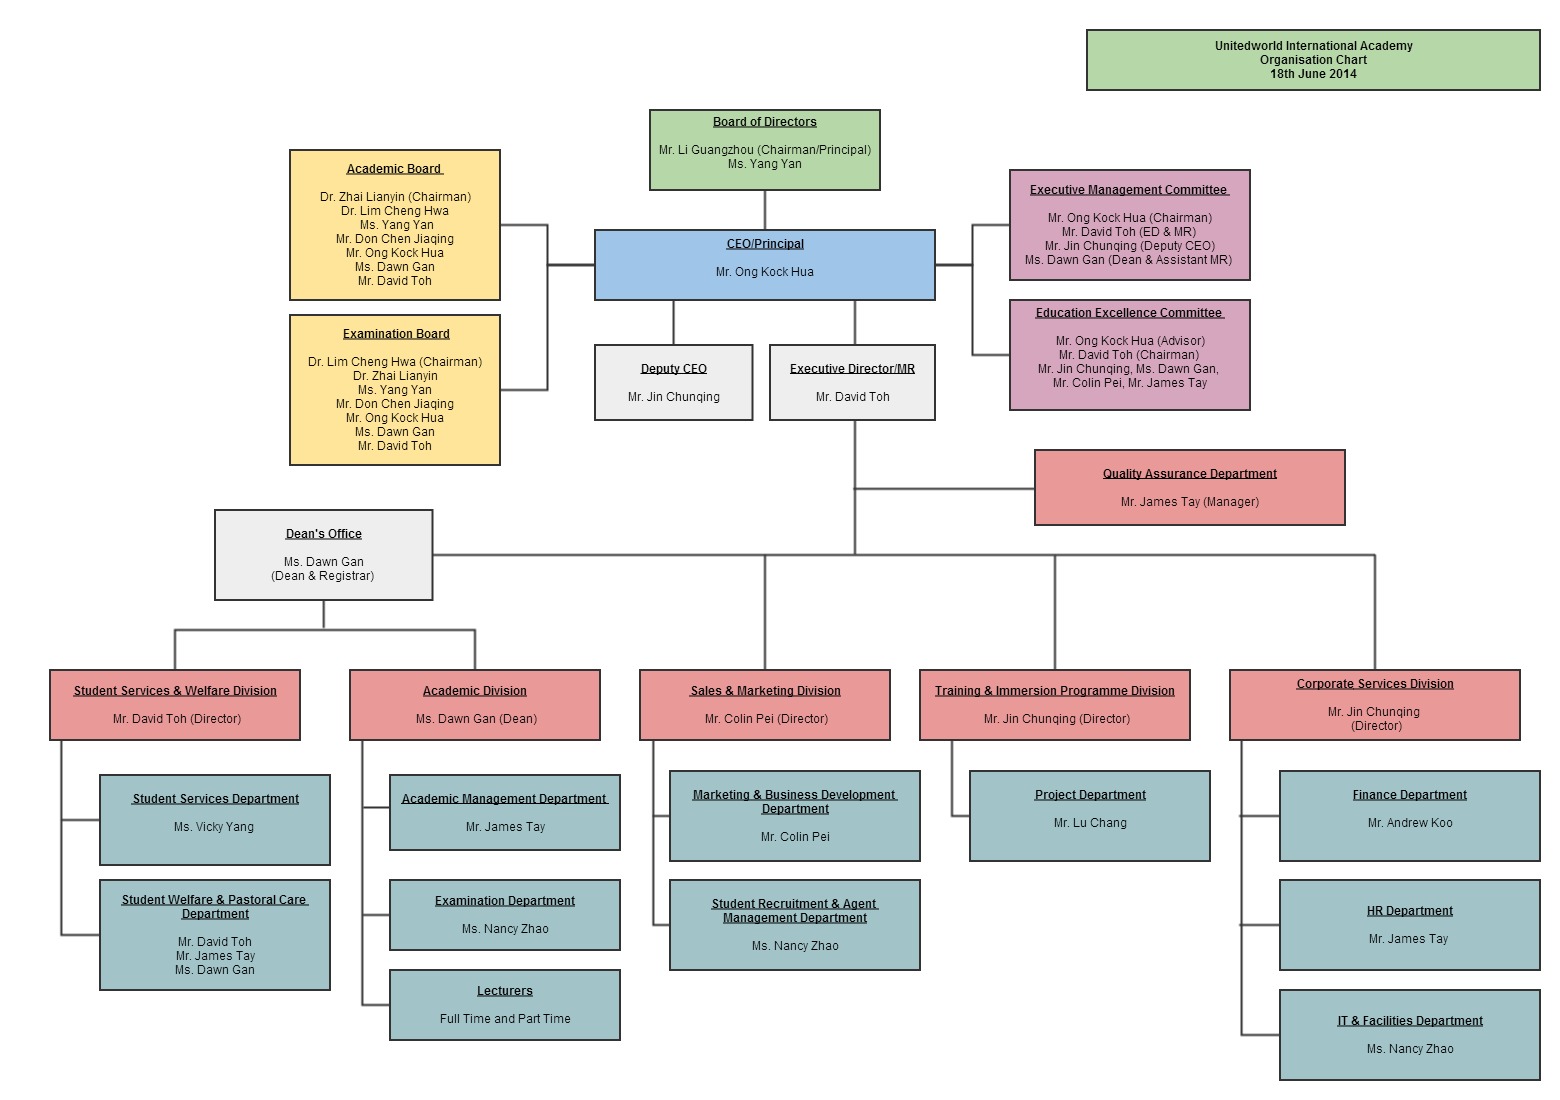 Unitedworld International Academy
Organisation Chart
18th June 2014
Board of Directors
Mr. Li Guangzhou (Chairman/Principal)
Ms. Yang Yan
Academic Board
Dr. Zhai Lianyin (Chairman)
Dr. Lim Cheng Hwa
Ms. Yang Yan
Mr. Don Chen Jiaqing
Mr. Ong Kock Hua
Ms. Dawn Gan
Mr. David Toh
Executive Management Committee
Mr. Ong Kock Hua (Chairman)
Mr. David Toh (ED & MR)
Mr. Jin Chunqing (Deputy CEO)
Ms. Dawn Gan (Dean & Assistant MR)
CEO/Principal
Mr. Ong Kock Hua
Examination Board
Dr. Lim Cheng Hwa (Chairman)
Dr. Zhai Lianyin
Ms. Yang Yan
Mr. Don Chen Jiaqing
Mr. Ong Kock Hua
Ms. Dawn Gan
Mr. David Toh
Education Excellence Committee
Mr. Ong Kock Hua (Advisor)
Mr. David Toh (Chairman)
Mr. Jin Chunqing, Ms. Dawn Gan,
Mr. Colin Pei, Mr. James Tay
Deputy CEO
Mr. Jin Chunqing
Executive Director/MR
Mr. David Toh
Quality Assurance Department
Mr. James Tay (Manager)
Dean's Office
Ms. Dawn Gan
(Dean & Registrar)
Student Services & Welfare Division
Mr. David Toh (Director)
Academic Division
Ms. Dawn Gan (Dean)
Sales & Marketing Division
Mr. Colin Pei (Director)
Training & Immersion Programme Division
Mr. Jin Chunqing (Director)
Corporate Services Division
Mr. Jin Chunqing
(Director)
Student Services Department
Ms. Vicky Yang
Academic Management Department
Mr. James Tay
Marketing & Business Development
Department
Mr. Colin Pei
Project Department
Mr. Lu Chang
Finance Department
Mr. Andrew Koo
Student Welfare & Pastoral Care
Department
Mr. David Toh
Mr. James Tay
Ms. Dawn Gan
Examination Department
Ms. Nancy Zhao
Student Recruitment & Agent
Management Department
Ms. Nancy Zhao
HR Department
Mr. James Tay
Lecturers
Full Time and Part Time
IT & Facilities Department
Ms. Nancy Zhao